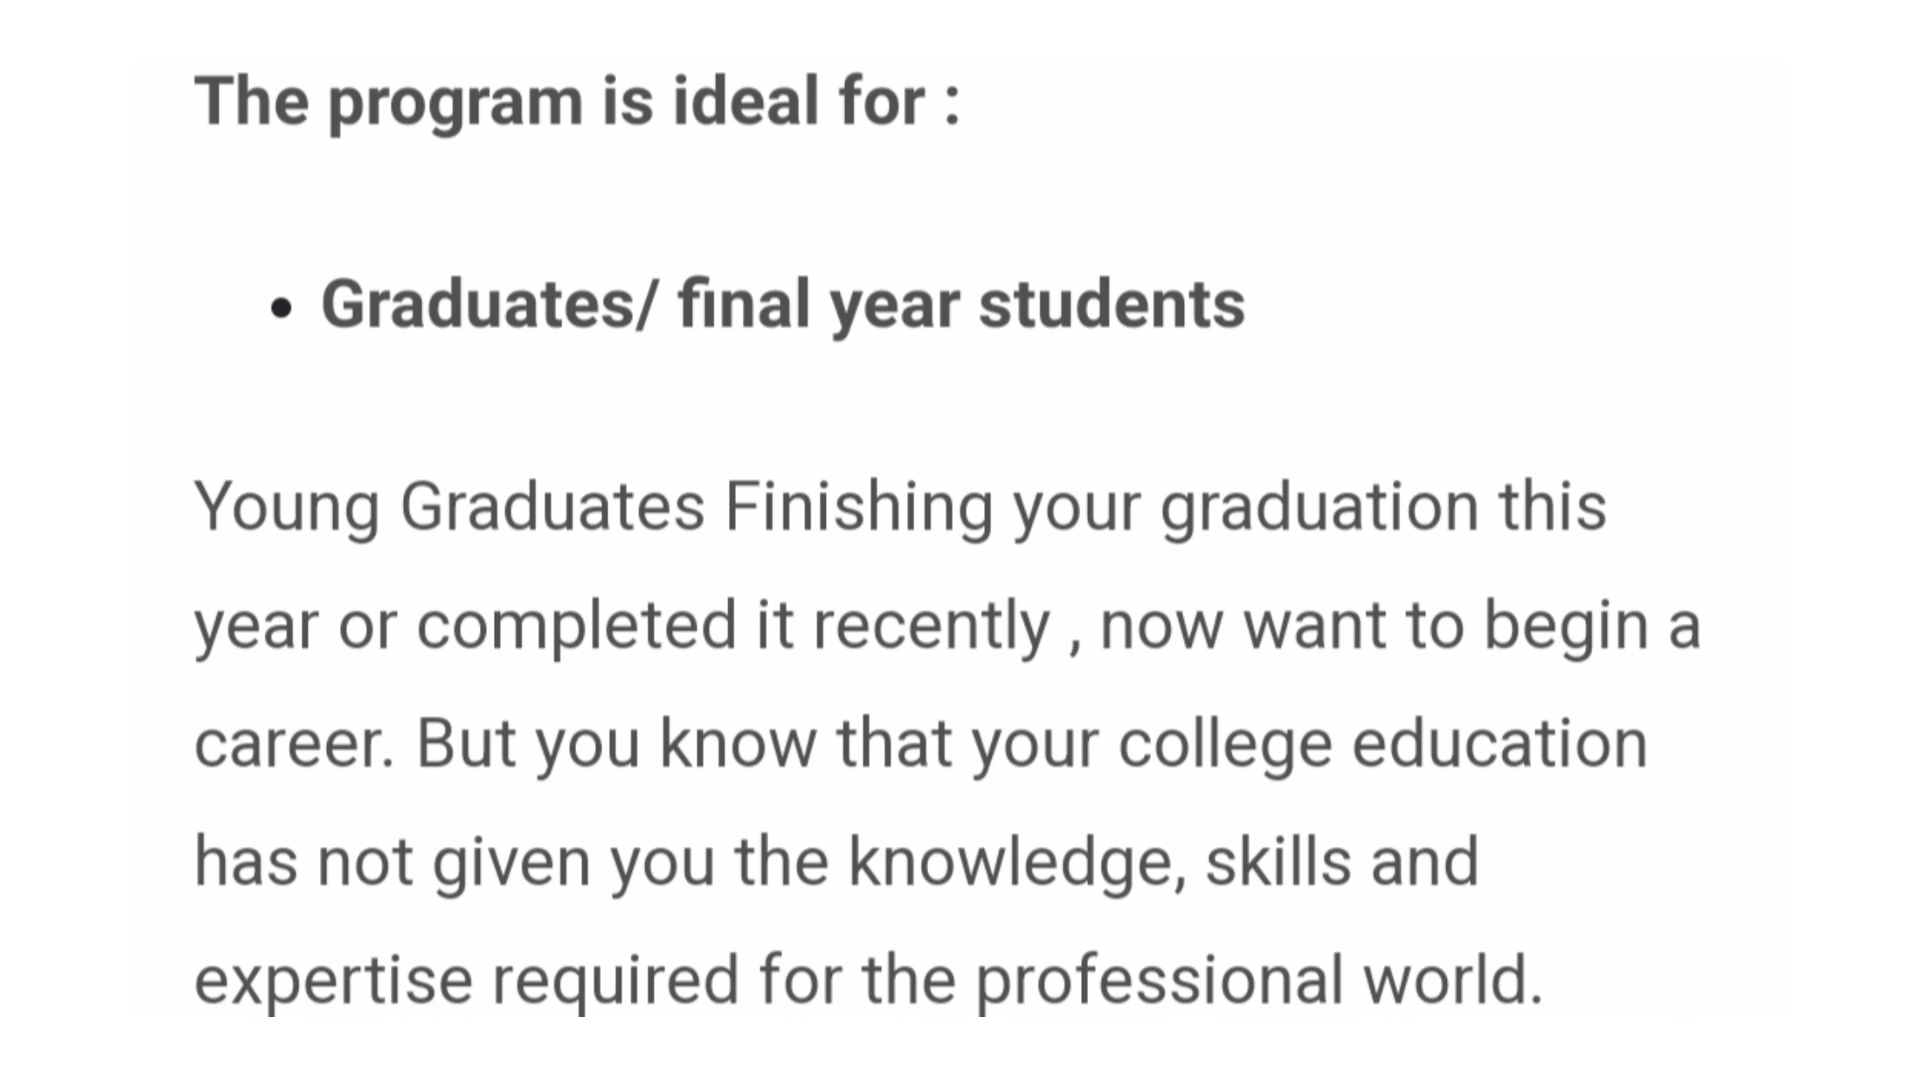 The program is ideal for :
• Graduates/ final year students
Young Graduates Finishing your graduation this
year or completed it recently , now want to begin a
career. But you know that your college education
has not given you the knowledge, skills and
expertise required for the professional world.